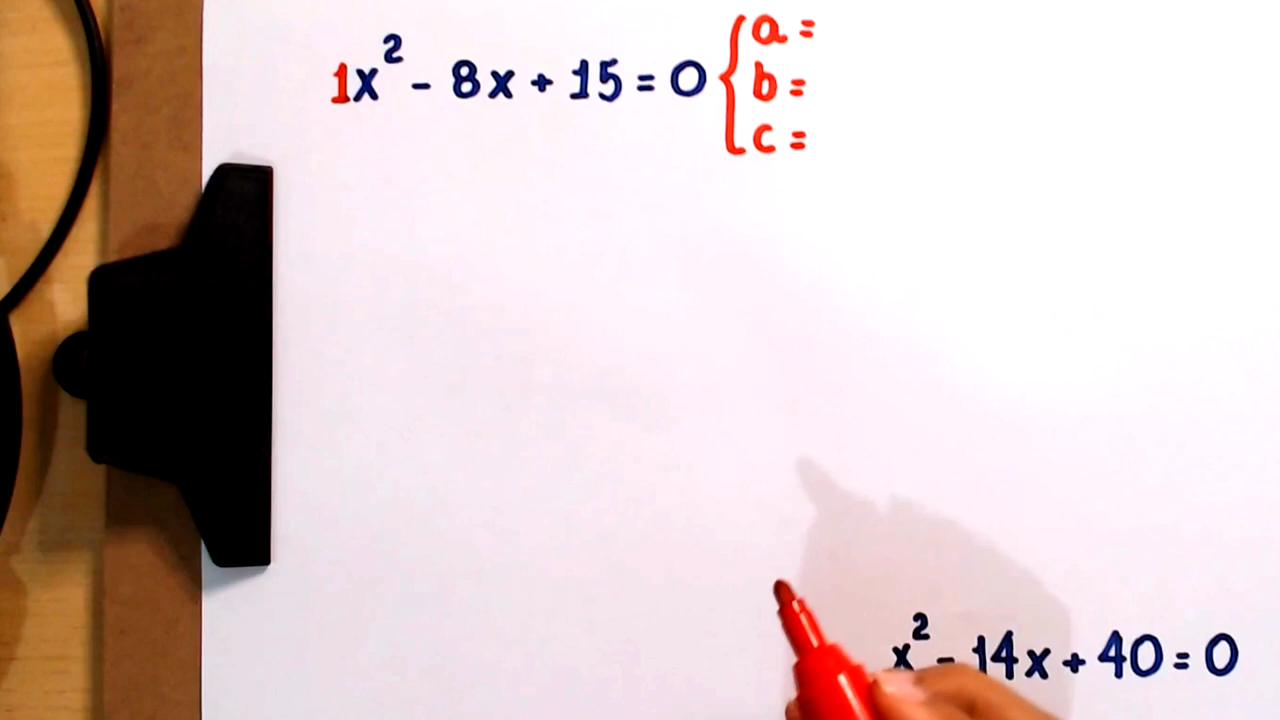 1x² - 8x + 15 = 0 { a =
b =
c =
x² - 14x + 40 = 0